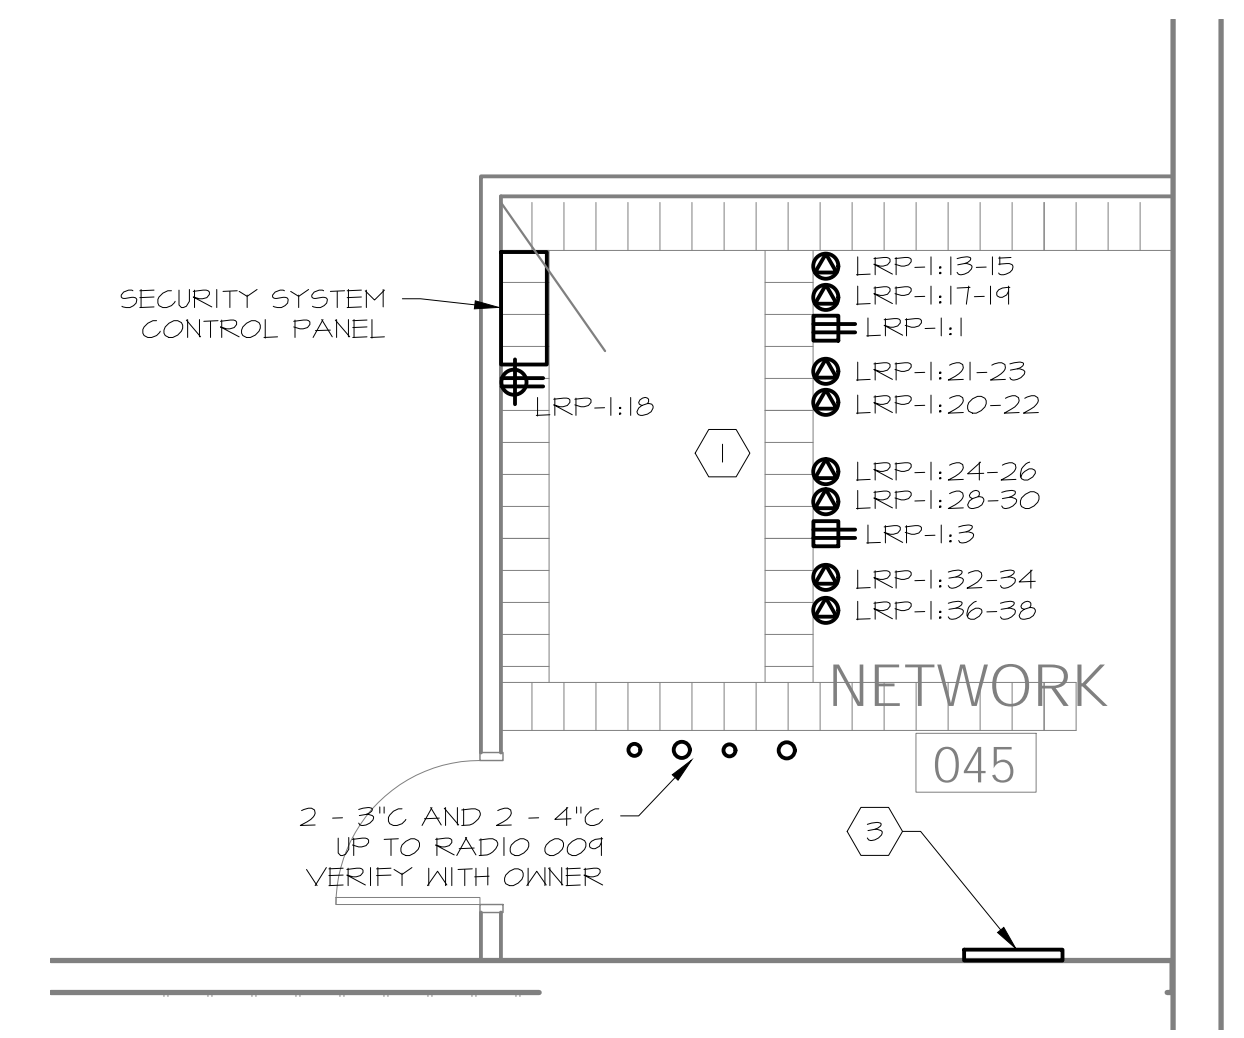 LRP-1:13-15
LRP-1:17-19
SECURITY SYSTEM
CONTROL PANEL
LRP-1:1
LRP-1:21-23
LRP-1:18
LRP-1:20-22
1
LRP-1:24-26
LRP-1:28-30
LRP-1:3
LRP-1:32-34
LRP-1:36-38
NETWORK
045
2 - 3"C AND 2 - 4"C
UP TO RADIO 009
VERIFY WITH OWNER
3